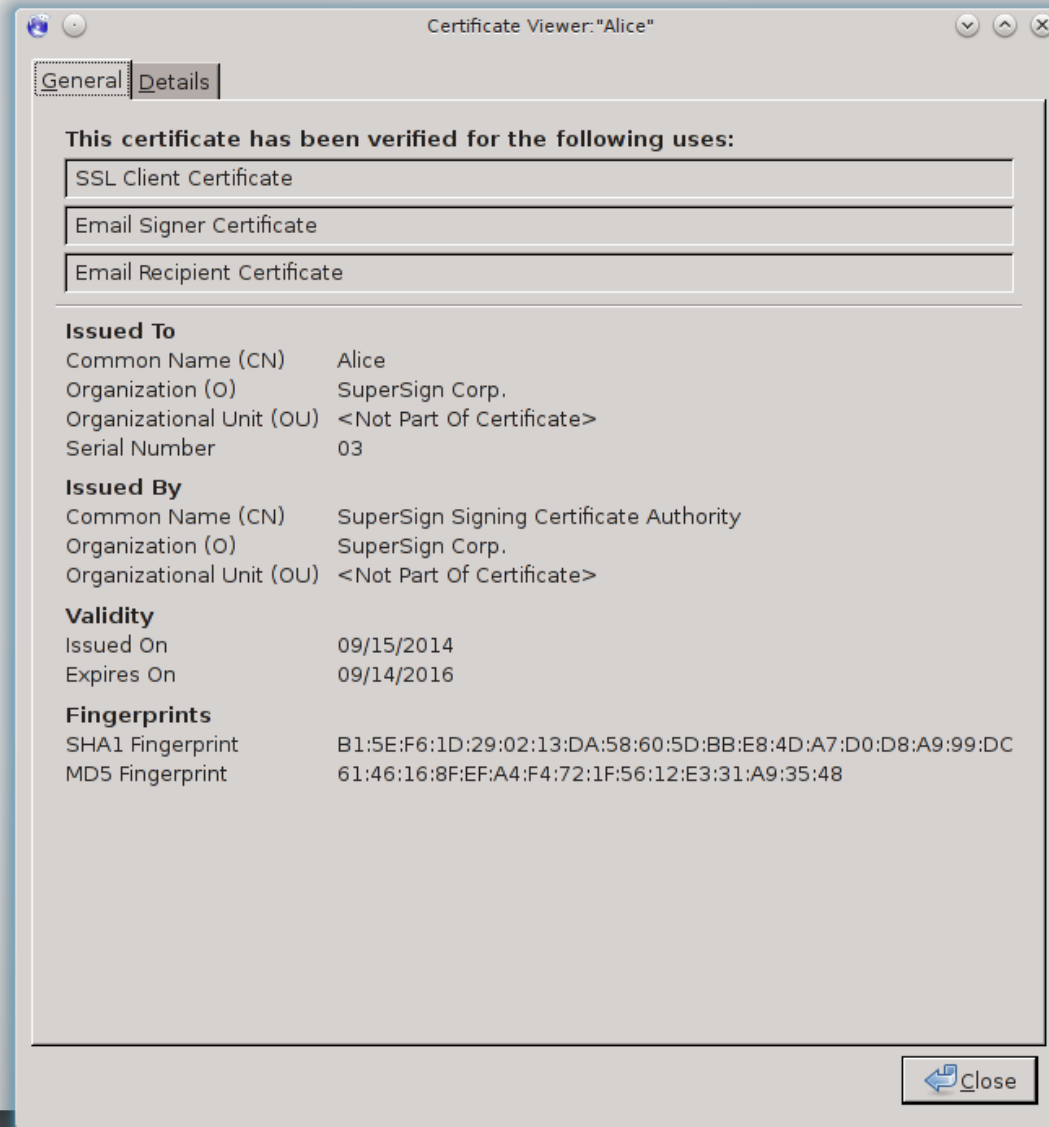 Certificate Viewer:"Alice"
General Details
This certificate has been verified for the following uses:
SSL Client Certificate
Email Signer Certificate
Email Recipient Certificate
Issued To
Common Name (CN) Alice
Organization (O) SuperSign Corp.
Organizational Unit (OU) <Not Part Of Certificate>
Serial Number 03
Issued By
Common Name (CN) SuperSign Signing Certificate Authority
Organization (O) SuperSign Corp.
Organizational Unit (OU) <Not Part Of Certificate>
Validity
Issued On 09/15/2014
Expires On 09/14/2016
Fingerprints
SHA1 Fingerprint B1:5E:F6:1D:29:02:13:DA:58:60:5D:BB:E8:4D:A7:D0:D8:A9:99:DC
MD5 Fingerprint 61:46:16:8F:EF:A4:F4:72:1F:56:12:E3:31:A9:35:48
Close